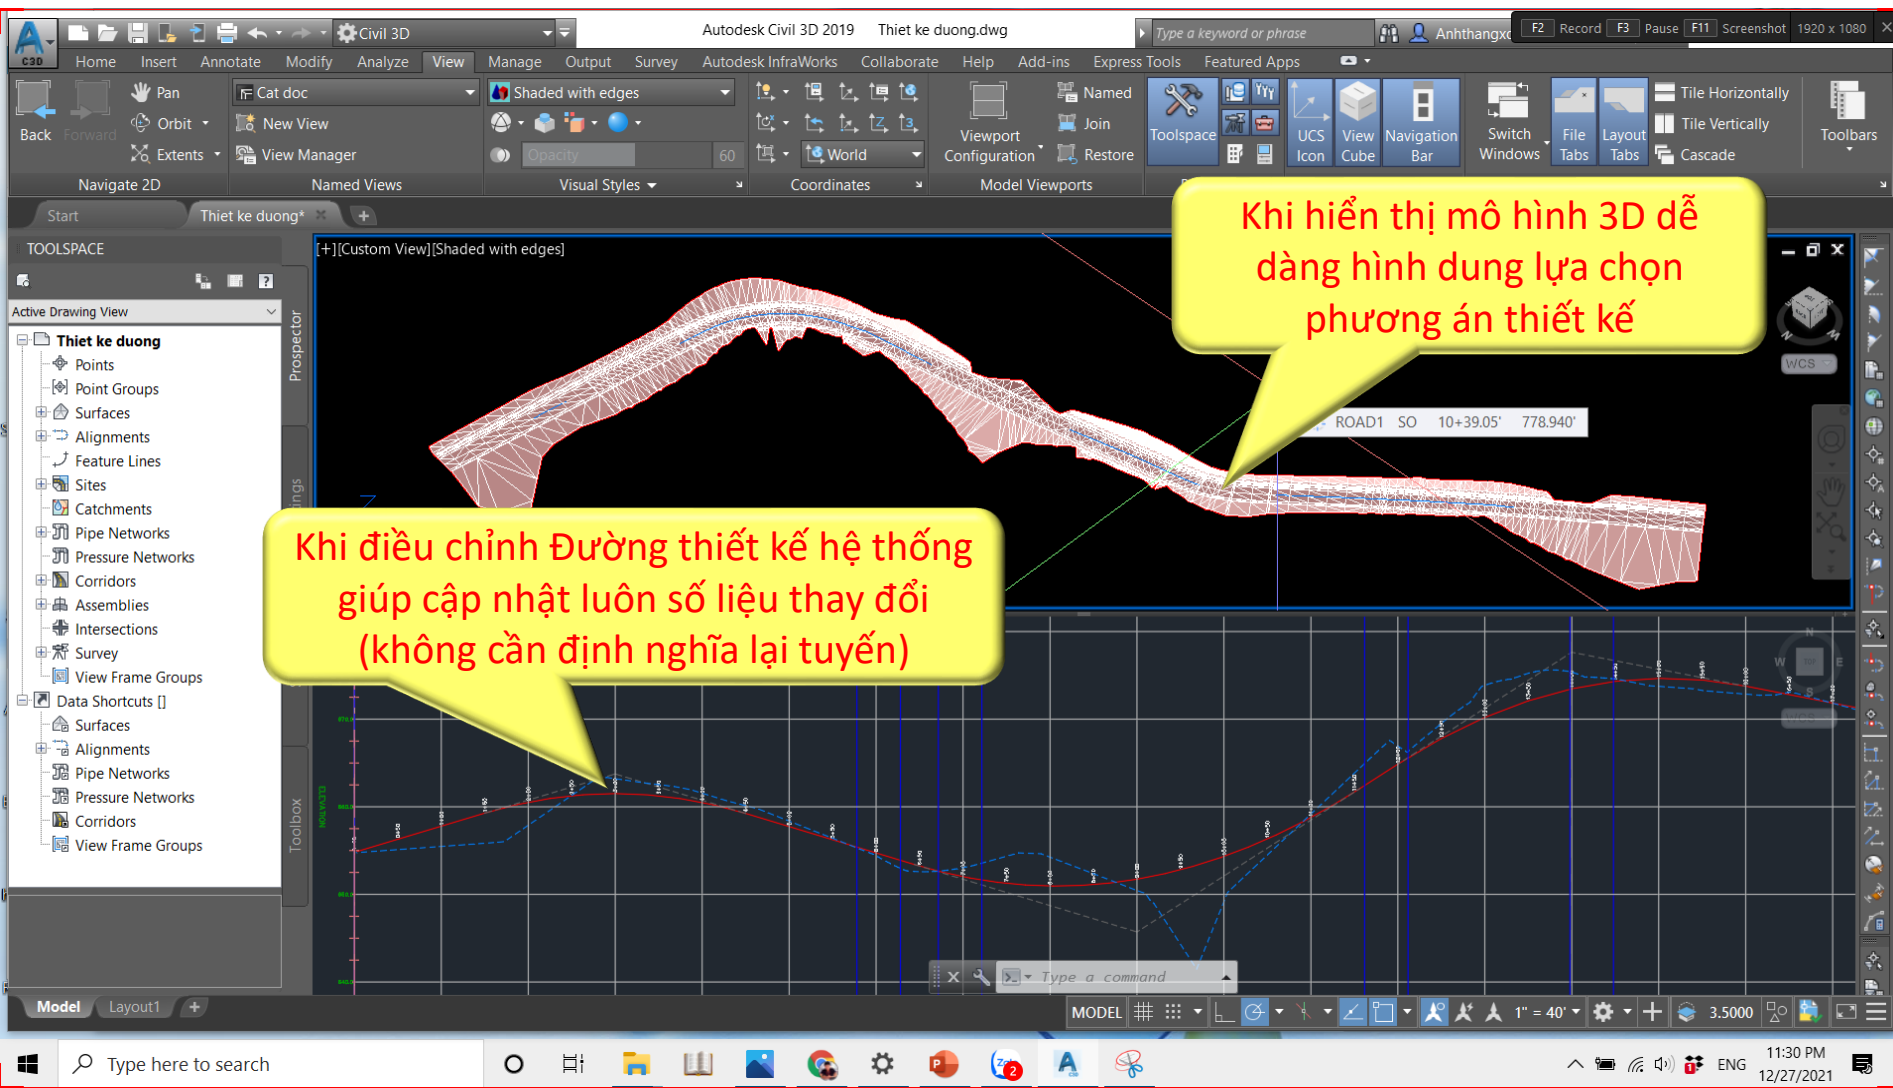 Civil 3D
Autodesk Civil 3D 2019 Thiet ke duong.dwg
Type a keyword or phrase
Anhthangxd
F2 Record F3 Pause F11 Screenshot 1920 x 1080
C3D
Home Insert Annotate Modify Analyze View Manage Output Survey Autodesk InfraWorks Collaborate Help Add-ins Express Tools Featured Apps
Back Forward
Pan
Orbit
Extents
Navigate 2D
Cat doc
New View
View Manager
Named Views
Shaded with edges
Opacity 60
Visual Styles
World
Coordinates
Viewport
Configuration
Named
Join
Restore
Model Viewports
Toolspace
UCS
Icon
View
Cube
Navigation
Bar
Switch
Windows
File
Tabs
Layout
Tabs
Tile Horizontally
Tile Vertically
Cascade
Toolbars
Start Thiet ke duong*
Khi hiển thị mô hình 3D dễ
dàng hình dung lựa chọn
phương án thiết kế
TOOLSPACE
Active Drawing View
Thiet ke duong
Points
Point Groups
Surfaces
Alignments
Feature Lines
Sites
Catchments
Pipe Networks
Pressure Networks
Corridors
Assemblies
Intersections
Survey
View Frame Groups
Data Shortcuts []
Surfaces
Alignments
Pipe Networks
Pressure Networks
Corridors
View Frame Groups
Prospector
Toolbox
[+][Custom View][Shaded with edges]
WCS
ROAD1 SO 10+39.05' 778.940'
Z
Khi điều chỉnh Đường thiết kế hệ thống
giúp cập nhật luôn số liệu thay đổi
(không cần định nghĩa lại tuyến)
N
W TOP E
S
WCS
ELEVATION
Type a command
Model Layout1
MODEL 1" = 40' 3.5000
Type here to search
2
ENG
11:30 PM
12/27/2021